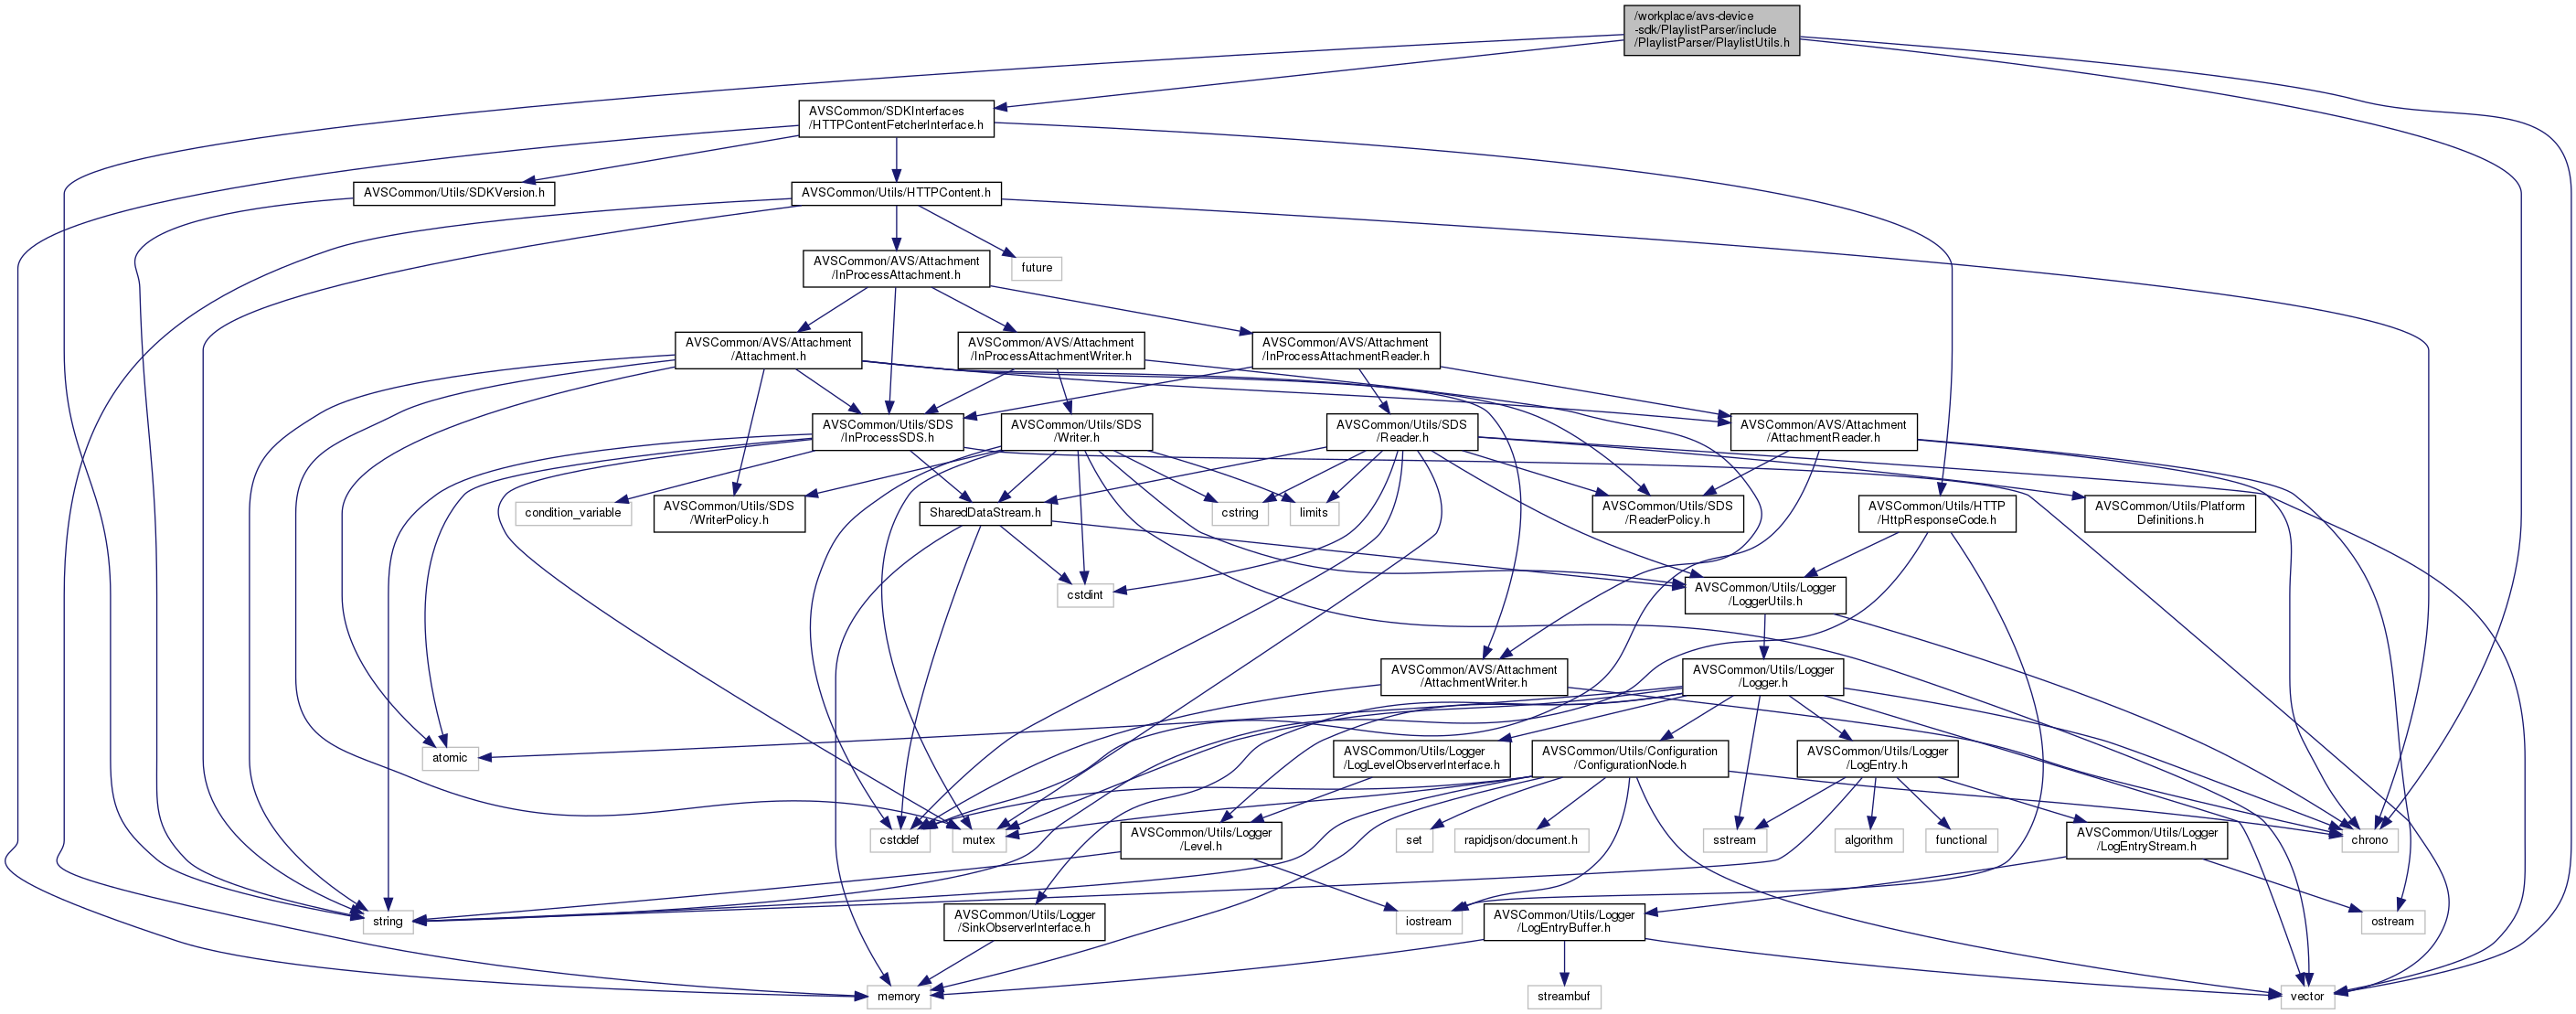 /workplace/avs-device
-sdk/PlaylistParser/include
/PlaylistParser/PlaylistUtils.h
AVSCommon/SDKInterfaces
/HTTPContentFetcherInterface.h
AVSCommon/Utils/SDKVersion.h
AVSCommon/Utils/HTTPContent.h
AVSCommon/AVS/Attachment
/InProcessAttachment.h
future
AVSCommon/AVS/Attachment
/Attachment.h
AVSCommon/AVS/Attachment
/InProcessAttachmentWriter.h
AVSCommon/AVS/Attachment
/InProcessAttachmentReader.h
AVSCommon/Utils/SDS
/InProcessSDS.h
AVSCommon/Utils/SDS
/Writer.h
AVSCommon/Utils/SDS
/Reader.h
AVSCommon/AVS/Attachment
/AttachmentReader.h
condition_variable
AVSCommon/Utils/SDS
/WriterPolicy.h
SharedDataStream.h
cstring
limits
AVSCommon/Utils/SDS
/ReaderPolicy.h
AVSCommon/Utils/HTTP
/HttpResponseCode.h
AVSCommon/Utils/Platform
Definitions.h
cstdint
AVSCommon/Utils/Logger
/LoggerUtils.h
AVSCommon/AVS/Attachment
/AttachmentWriter.h
AVSCommon/Utils/Logger
/Logger.h
atomic
AVSCommon/Utils/Logger
/LogLevelObserverInterface.h
AVSCommon/Utils/Configuration
/ConfigurationNode.h
AVSCommon/Utils/Logger
/LogEntry.h
cstddef
mutex
AVSCommon/Utils/Logger
/Level.h
set
rapidjson/document.h
sstream
algorithm
functional
AVSCommon/Utils/Logger
/LogEntryStream.h
chrono
string
AVSCommon/Utils/Logger
/SinkObserverInterface.h
iostream
AVSCommon/Utils/Logger
/LogEntryBuffer.h
ostream
memory
streambuf
vector